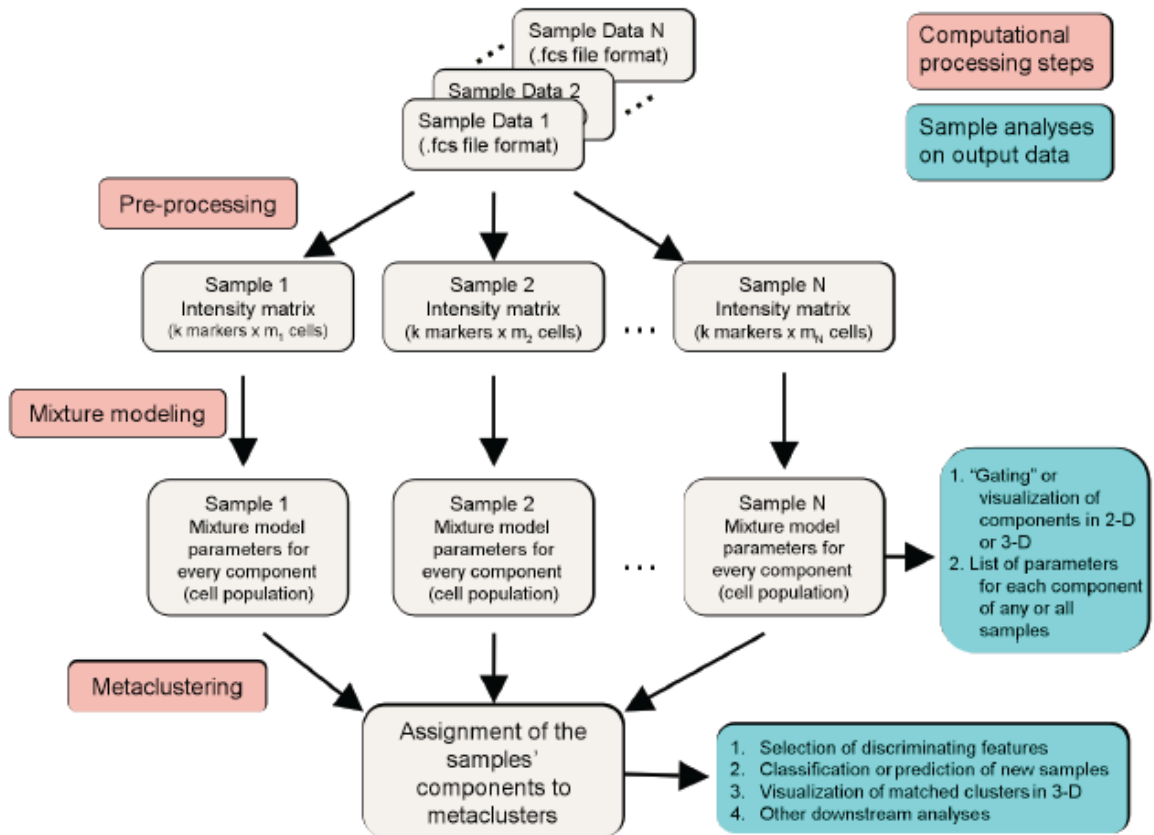 Sample Data N
(.fcs file format)
Sample Data 2
Sample Data 1
(.fcs file format)
Computational
processing steps
Sample analyses
on output data
Pre-processing
Sample 1
Intensity matrix
(k markers x m1 cells)
Sample 2
Intensity matrix
(k markers x m2 cells)
...
Sample N
Intensity matrix
(k markers x mN cells)
Mixture modeling
Sample 1
Mixture model
parameters for
every component
(cell population)
Sample 2
Mixture model
parameters for
every component
(cell population)
...
Sample N
Mixture model
parameters for
every component
(cell population)
1. "Gating" or
visualization of
components in 2-D
or 3-D
2. List of parameters
for each component
of any or all
samples
Metaclustering
Assignment of the
samples'
components to
metaclusters
1. Selection of discriminating features
2. Classification or prediction of new samples
3. Visualization of matched clusters in 3-D
4. Other downstream analyses